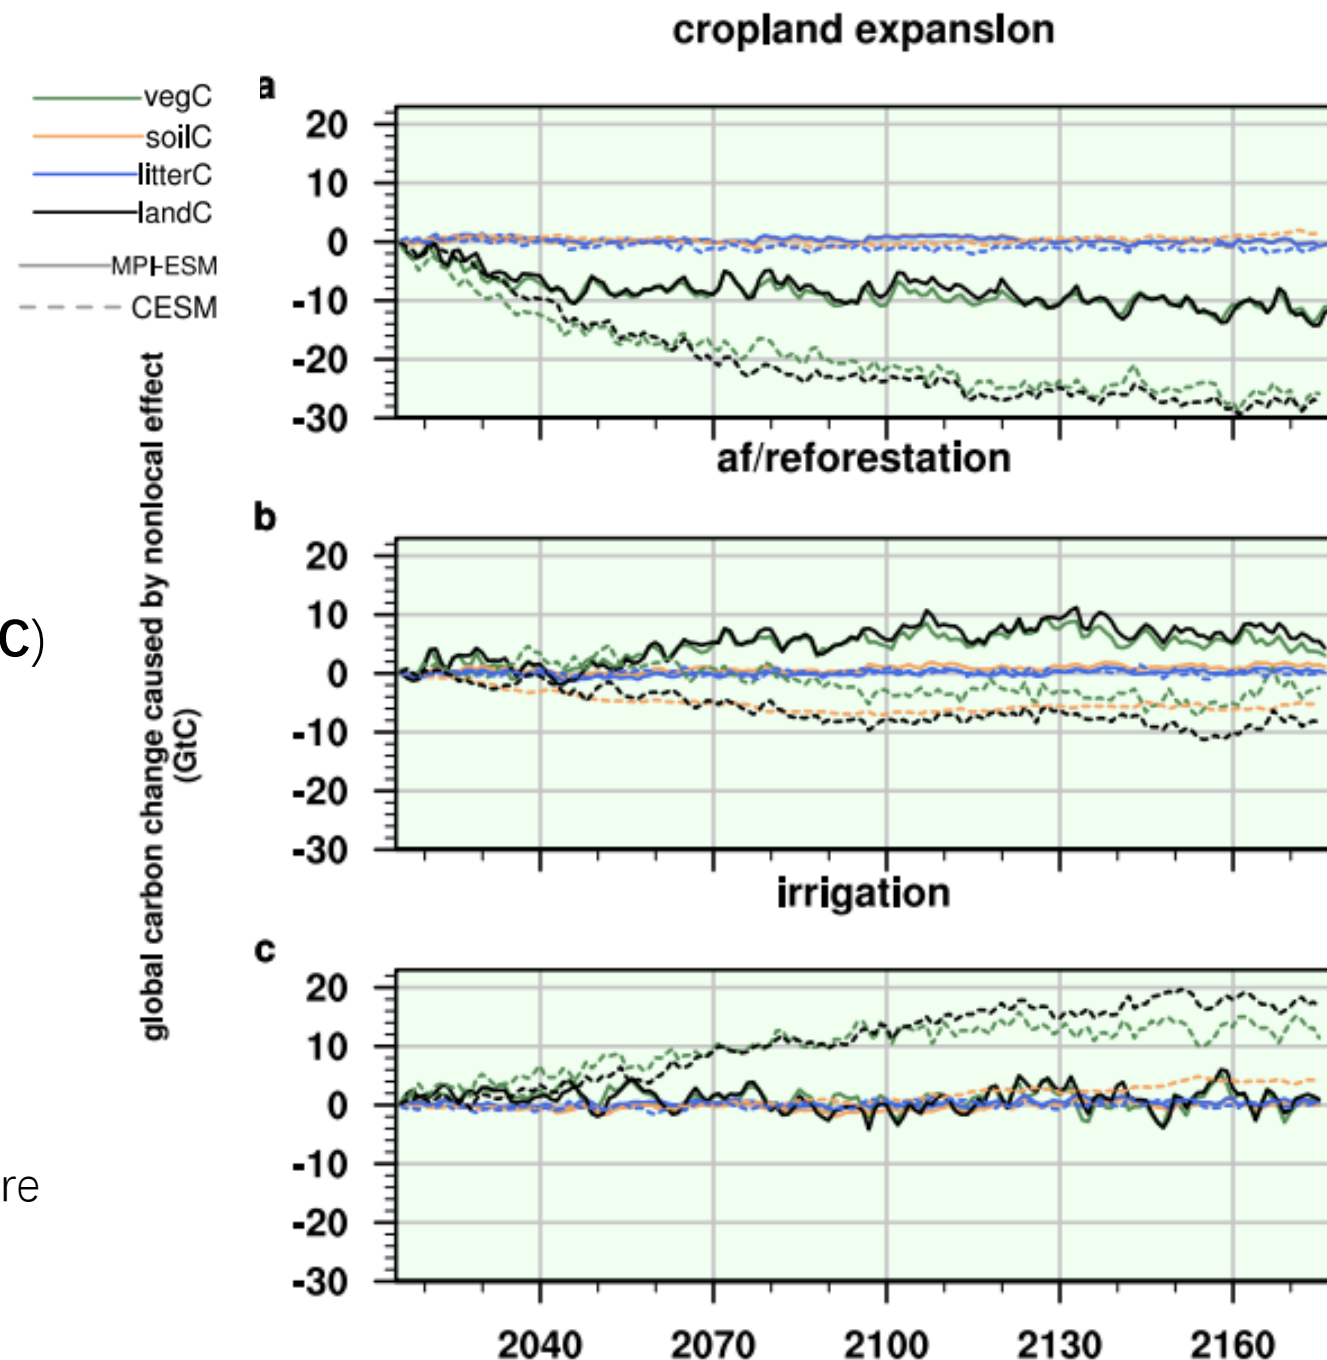 cropland expansIon
vegC
soilC
litterC
landC
MPI-ESM
CESM
global carbon change caused by nonlocal effect
(GtC)
C)
re
a
20
10
0
-10
-20
-30
af/reforestation
b
20
10
0
-10
-20
-30
irrigation
c
20
10
0
-10
-20
-30
2040 2070 2100 2130 2160